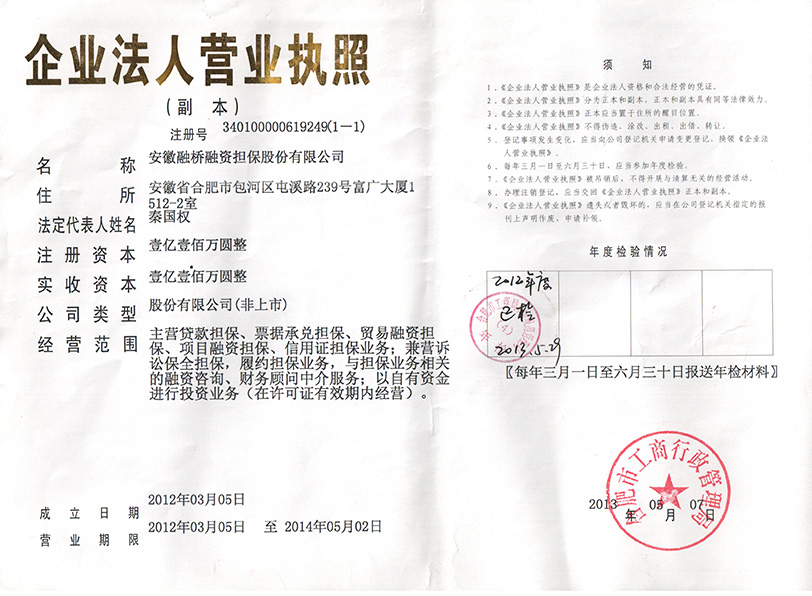 企业法人营业执照
(副 本)
注册号 340100000619249(1-1)
名 称 安徽融桥融资担保股份有限公司
住 所 安徽省合肥市包河区屯溪路239号富广大厦1
512-2室
法定代表人姓名 秦国权
注册资本 壹亿壹佰万圆整
实收资本 壹亿壹佰万圆整
公司类型 股份有限公司(非上市)
经营范围 主营贷款担保、票据承兑担保、贸易融资担
保、项目融资担保、信用证担保业务；兼营诉
讼保全担保，履约担保业务，与担保业务相关
的融资咨询、财务顾问中介服务；以自有资金
进行投资业务（在许可证有效期内经营）。
成立日期 2012年03月05日
营业期限 2012年03月05日 至 2014年05月02日
须 知
1．《企业法人营业执照》是企业法人资格和合法经营的凭证。
2．《企业法人营业执照》分为正本和副本，正本和副本具有同等法律效力。
3．《企业法人营业执照》正本应当置于住所的醒目位置。
4．《企业法人营业执照》不得伪造、涂改、出租、出借、转让。
5．登记事项发生变化，应当向公司登记机关申请变更登记，换领《企业法
人营业执照》。
6．每年三月一日至六月三十日，应当参加年度检验。
7．《企业法人营业执照》被吊销后，不得开展与清算无关的经营活动。
8．办理注销登记，应当交回《企业法人营业执照》正本和副本。
9．《企业法人营业执照》遗失或者毁坏的，应当在公司登记机关指定的报
刊上声明作废，申请补领。
年度检验情况
2012年度
已检
2013.5-29
〖每年三月一日至六月三十日报送年检材料〗
合肥市工商行政管理局
2013年05月07日